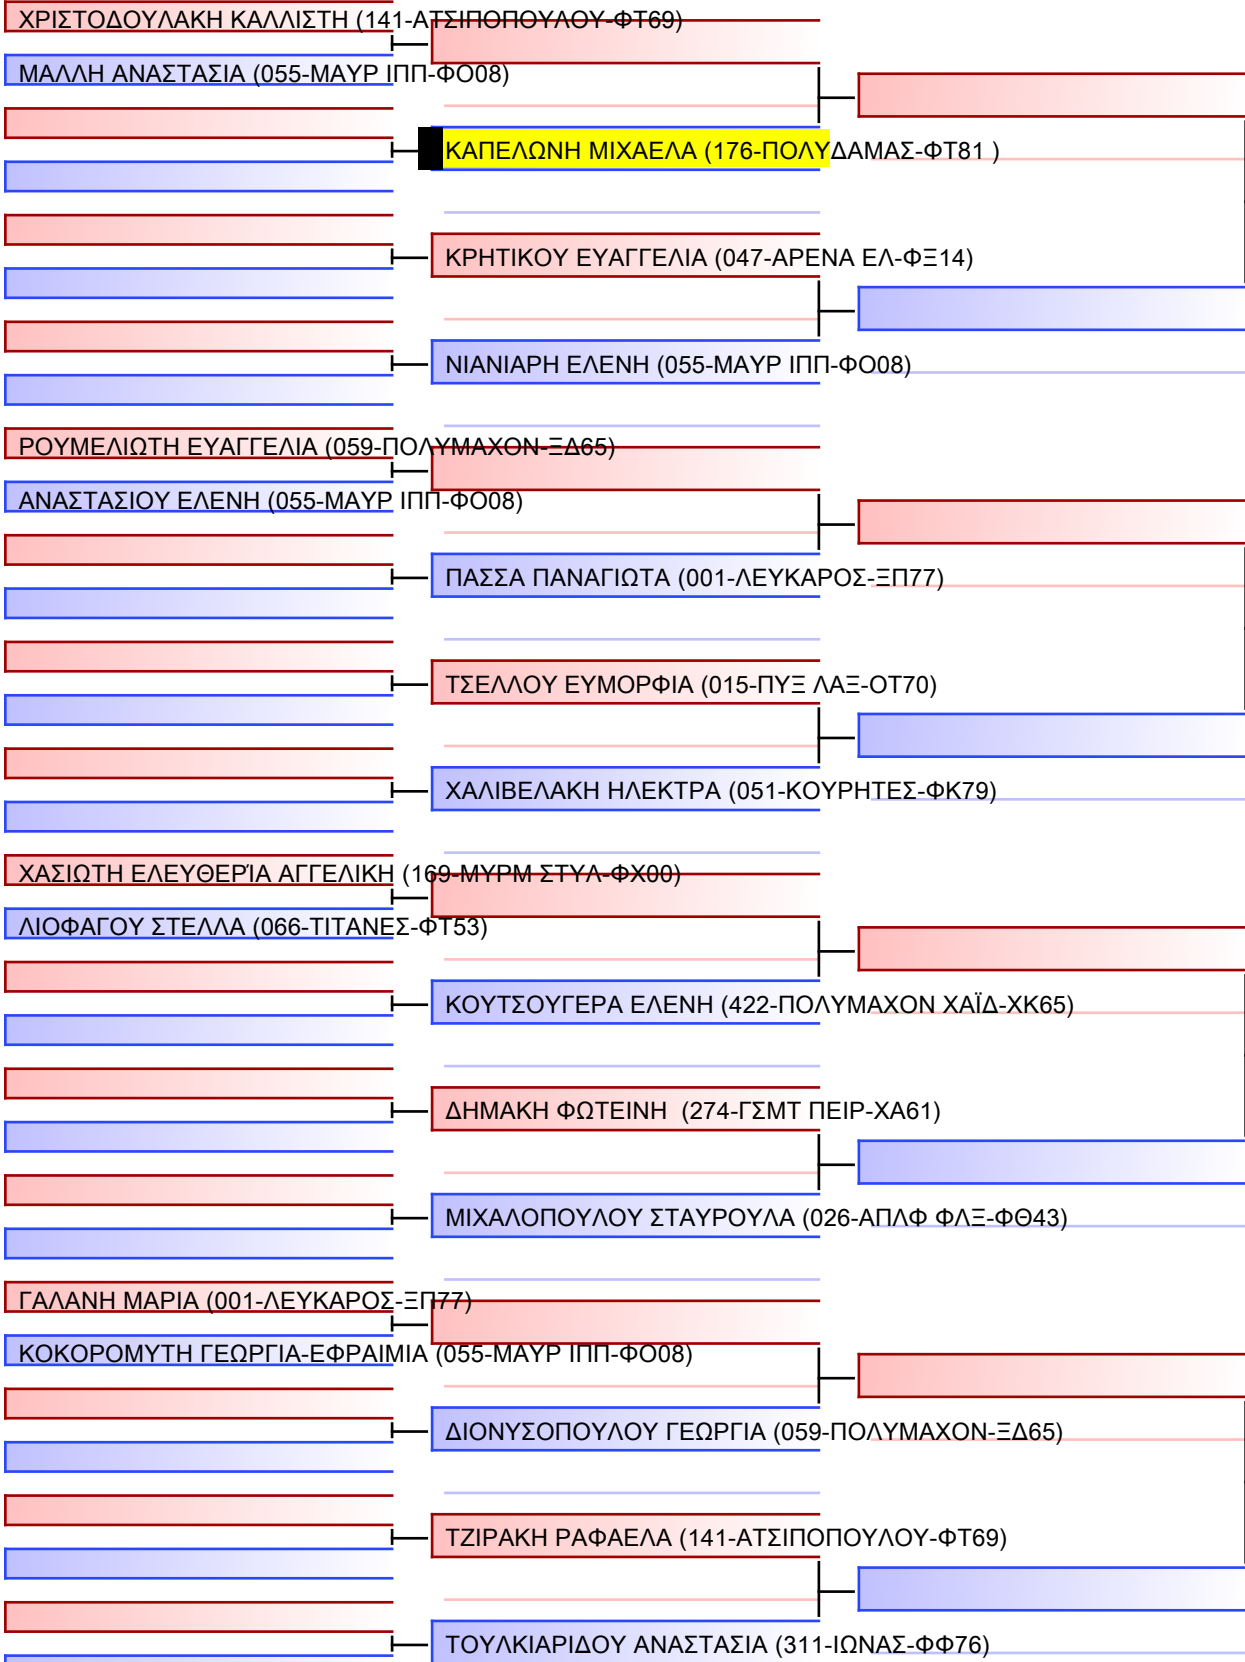 ΧΡΙΣΤΟΔΟΥΛΑΚΗ ΚΑΛΛΙΣΤΗ (141-ΑΤΣΙΠΟΠΟΥΛΟΥ-ΦΤ69)
ΜΑΛΛΗ ΑΝΑΣΤΑΣΙΑ (055-ΜΑΥΡ ΙΠΠ-ΦΟ08)
ΚΑΠΕΛΩΝΗ ΜΙΧΑΕΛΑ (176-ΠΟΛΥΔΑΜΑΣ-ΦΤ81 )
ΚΡΗΤΙΚΟΥ ΕΥΑΓΓΕΛΙΑ (047-ΑΡΕΝΑ ΕΛ-ΦΞ14)
ΝΙΑΝΙΑΡΗ ΕΛΕΝΗ (055-ΜΑΥΡ ΙΠΠ-ΦΟ08)
ΡΟΥΜΕΛΙΩΤΗ ΕΥΑΓΓΕΛΙΑ (059-ΠΟΛΥΜΑΧΟΝ-ΞΔ65)
ΑΝΑΣΤΑΣΙΟΥ ΕΛΕΝΗ (055-ΜΑΥΡ ΙΠΠ-ΦΟ08)
ΠΑΣΣΑ ΠΑΝΑΓΙΩΤΑ (001-ΛΕΥΚΑΡΟΣ-ΞΠ77)
ΤΣΕΛΛΟΥ ΕΥΜΟΡΦΙΑ (015-ΠΥΞ ΛΑΞ-ΟΤ70)
ΧΑΛΙΒΕΛΑΚΗ ΗΛΕΚΤΡΑ (051-ΚΟΥΡΗΤΕΣ-ΦΚ79)
ΧΑΣΙΩΤΗ ΕΛΕΥΘΕΡΊΑ ΑΓΓΕΛΙΚΗ (169-ΜΥΡΜ ΣΤΥΛ-ΦΧ00)
ΛΙΟΦΑΓΟΥ ΣΤΕΛΛΑ (066-ΤΙΤΑΝΕΣ-ΦΤ53)
ΚΟΥΤΣΟΥΓΕΡΑ ΕΛΕΝΗ (422-ΠΟΛΥΜΑΧΟΝ ΧΑΪΔ-ΧΚ65)
ΔΗΜΑΚΗ ΦΩΤΕΙΝΗ  (274-ΓΣΜΤ ΠΕΙΡ-ΧΑ61)
ΜΙΧΑΛΟΠΟΥΛΟΥ ΣΤΑΥΡΟΥΛΑ (026-ΑΠΛΦ ΦΛΞ-ΦΘ43)
ΓΑΛΑΝΗ ΜΑΡΙΑ (001-ΛΕΥΚΑΡΟΣ-ΞΠ77)
ΚΟΚΟΡΟΜΥΤΗ ΓΕΩΡΓΙΑ-ΕΦΡΑΙΜΙΑ (055-ΜΑΥΡ ΙΠΠ-ΦΟ08)
ΔΙΟΝΥΣΟΠΟΥΛΟΥ ΓΕΩΡΓΙΑ (059-ΠΟΛΥΜΑΧΟΝ-ΞΔ65)
ΤΖΙΡΑΚΗ ΡΑΦΑΕΛΑ (141-ΑΤΣΙΠΟΠΟΥΛΟΥ-ΦΤ69)
ΤΟΥΛΚΙΑΡΙΔΟΥ ΑΝΑΣΤΑΣΙΑ (311-ΙΩΝΑΣ-ΦΦ76)